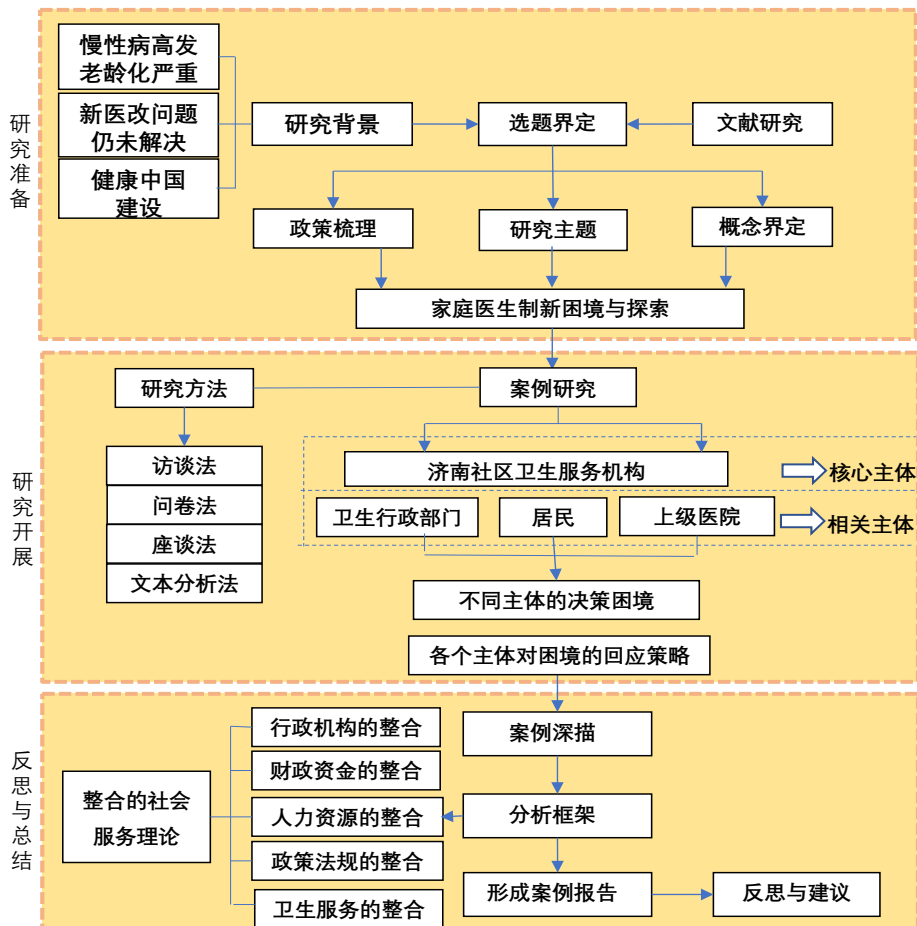 研究准备
慢性病高发
老龄化严重
新医改问题
仍未解决
健康中国
建设
研究背景
选题界定
文献研究
政策梳理
研究主题
概念界定
家庭医生制新困境与探索
研究开展
研究方法
案例研究
访谈法
问卷法
座谈法
文本分析法
济南社区卫生服务机构
核心主体
卫生行政部门
居民
上级医院
相关主体
不同主体的决策困境
各个主体对困境的回应策略
反思与总结
整合的社会
服务理论
行政机构的整合
财政资金的整合
人力资源的整合
政策法规的整合
卫生服务的整合
案例深描
分析框架
形成案例报告
反思与建议